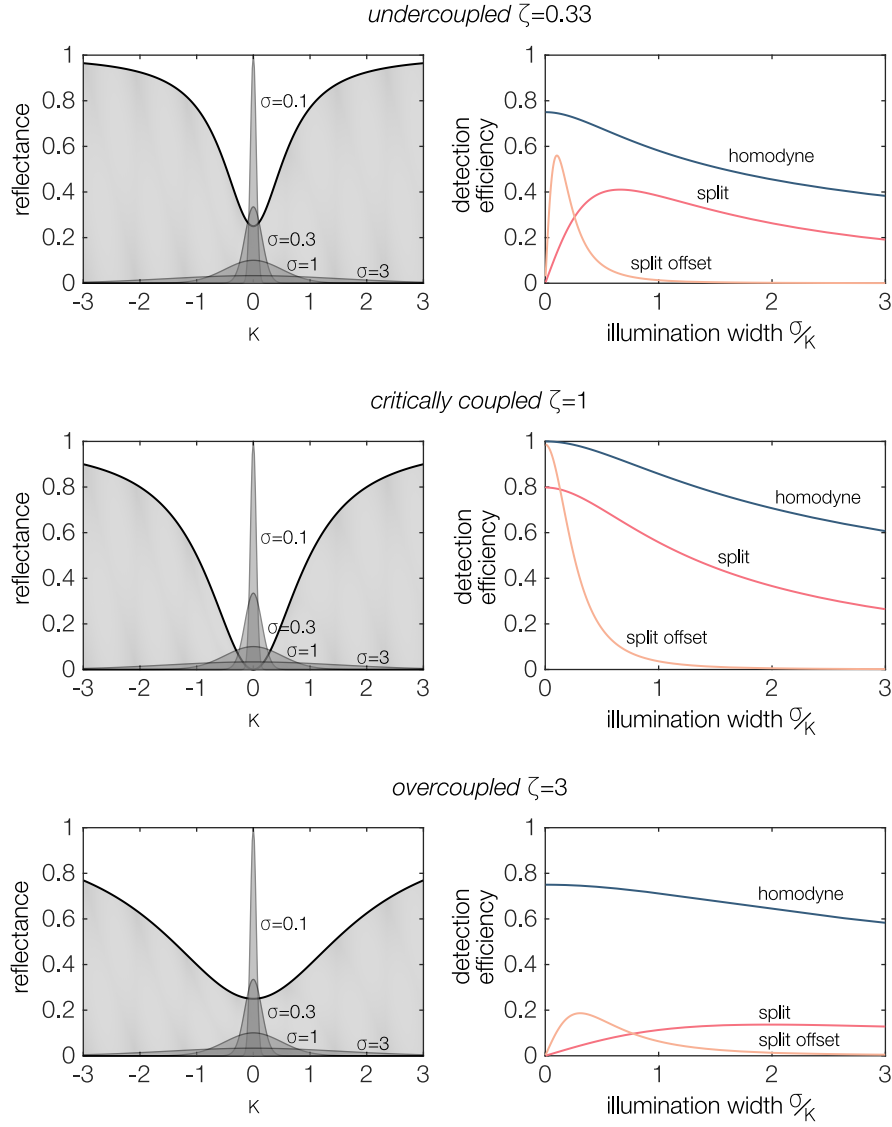 undercoupled ζ=0.33
reflectance
1
0.8
0.6
0.4
0.2
0
-3 -2 -1 0 1 2 3
κ
σ=0.1
σ=0.3
σ=1
σ=3
detection
efficiency
1
0.8
0.6
0.4
0.2
0
0 1 2 3
illumination width σ/κ
homodyne
split
split offset
critically coupled ζ=1
reflectance
1
0.8
0.6
0.4
0.2
0
-3 -2 -1 0 1 2 3
κ
σ=0.1
σ=0.3
σ=1
σ=3
detection
efficiency
1
0.8
0.6
0.4
0.2
0
0 1 2 3
illumination width σ/κ
homodyne
split
split offset
overcoupled ζ=3
reflectance
1
0.8
0.6
0.4
0.2
0
-3 -2 -1 0 1 2 3
κ
σ=0.1
σ=0.3
σ=1
σ=3
detection
efficiency
1
0.8
0.6
0.4
0.2
0
0 1 2 3
illumination width σ/κ
homodyne
split
split offset